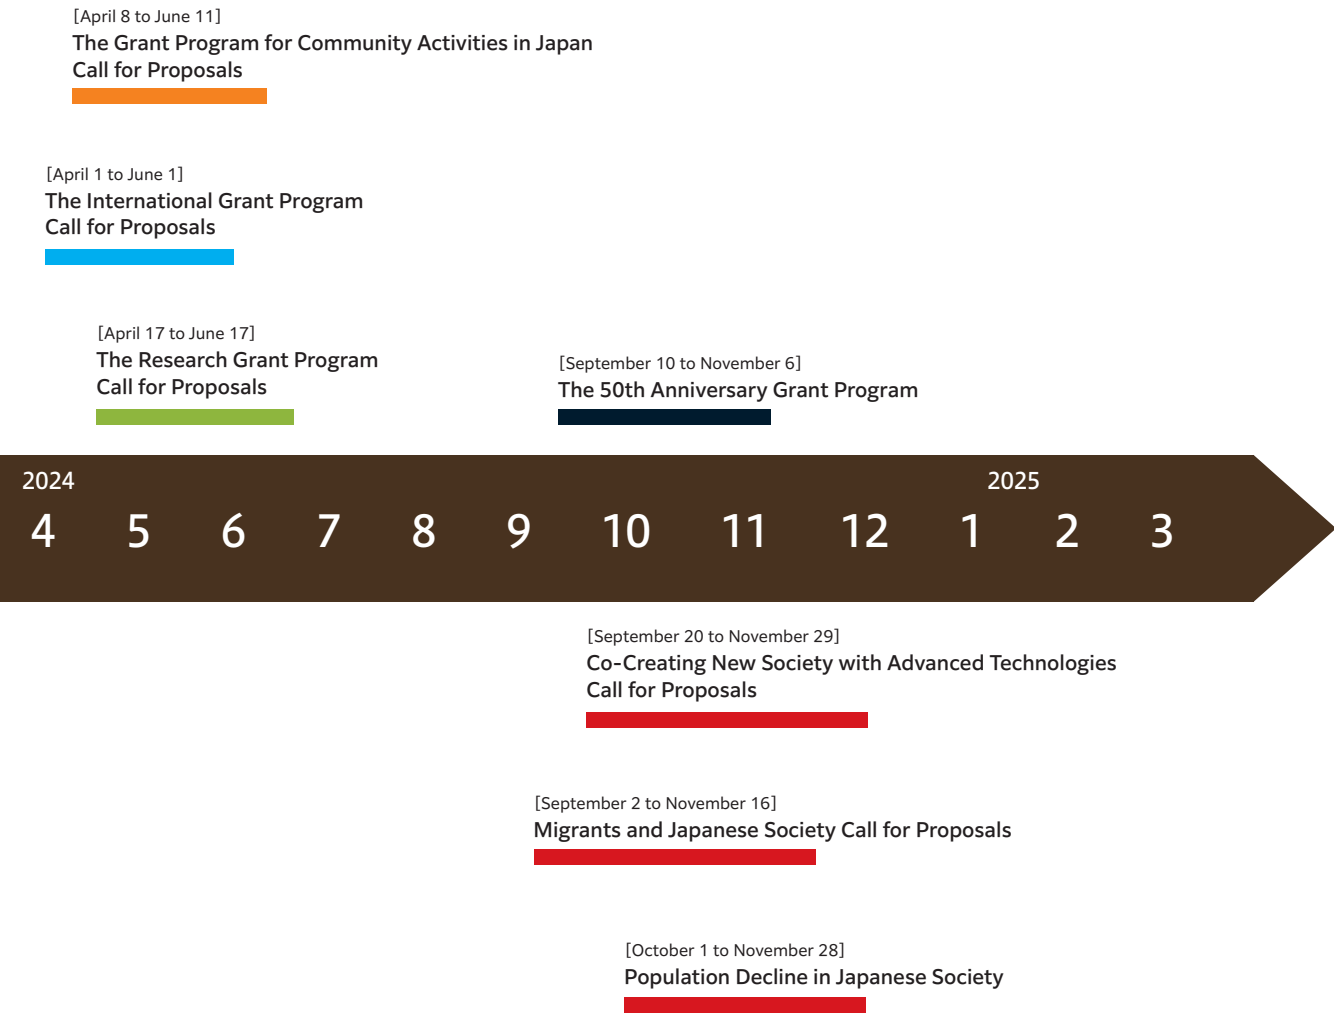 [April 8 to June 11]
The Grant Program for Community Activities in Japan
Call for Proposals
[April 1 to June 1]
The International Grant Program
Call for Proposals
[April 17 to June 17]
The Research Grant Program
Call for Proposals
[September 10 to November 6]
The 50th Anniversary Grant Program
2024 2025
4 5 6 7 8 9 10 11 12 1 2 3
[September 20 to November 29]
Co-Creating New Society with Advanced Technologies
Call for Proposals
[September 2 to November 16]
Migrants and Japanese Society Call for Proposals
[October 1 to November 28]
Population Decline in Japanese Society